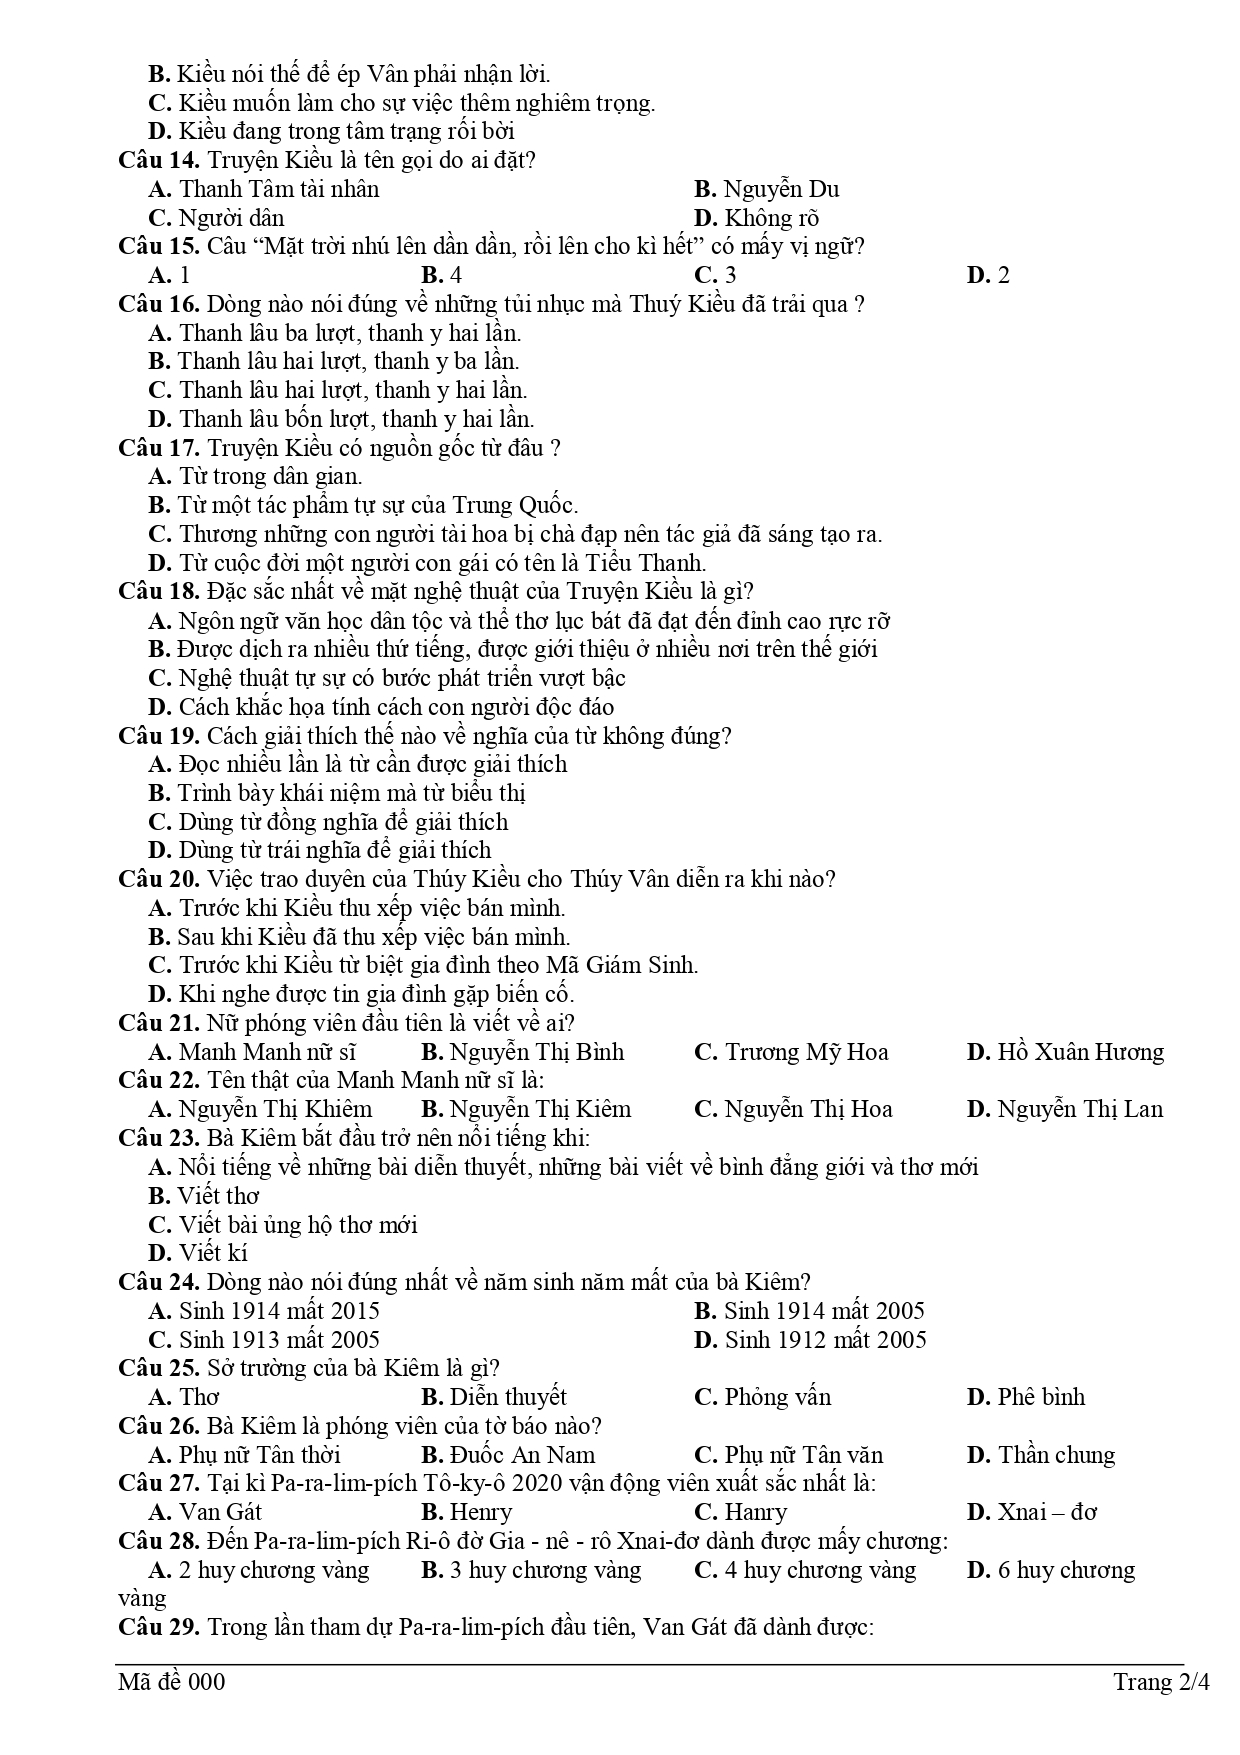 B. Kiều nói thế để ép Vân phải nhận lời.
C. Kiều muốn làm cho sự việc thêm nghiêm trọng.
D. Kiều đang trong tâm trạng rối bời
Câu 14. Truyện Kiều là tên gọi do ai đặt?
A. Thanh Tâm tài nhân B. Nguyễn Du
C. Người dân D. Không rõ
Câu 15. Câu “Mặt trời nhú lên dần dần, rồi lên cho kì hết” có mấy vị ngữ?
A. 1 B. 4 C. 3 D. 2
Câu 16. Dòng nào nói đúng về những tủi nhục mà Thuý Kiều đã trải qua ?
A. Thanh lâu ba lượt, thanh y hai lần.
B. Thanh lâu hai lượt, thanh y ba lần.
C. Thanh lâu hai lượt, thanh y hai lần.
D. Thanh lâu bốn lượt, thanh y hai lần.
Câu 17. Truyện Kiều có nguồn gốc từ đâu ?
A. Từ trong dân gian.
B. Từ một tác phẩm tự sự của Trung Quốc.
C. Thương những con người tài hoa bị chà đạp nên tác giả đã sáng tạo ra.
D. Từ cuộc đời một người con gái có tên là Tiểu Thanh.
Câu 18. Đặc sắc nhất về mặt nghệ thuật của Truyện Kiều là gì?
A. Ngôn ngữ văn học dân tộc và thể thơ lục bát đã đạt đến đỉnh cao rực rỡ
B. Được dịch ra nhiều thứ tiếng, được giới thiệu ở nhiều nơi trên thế giới
C. Nghệ thuật tự sự có bước phát triển vượt bậc
D. Cách khắc họa tính cách con người độc đáo
Câu 19. Cách giải thích thế nào về nghĩa của từ không đúng?
A. Đọc nhiều lần là từ cần được giải thích
B. Trình bày khái niệm mà từ biểu thị
C. Dùng từ đồng nghĩa để giải thích
D. Dùng từ trái nghĩa để giải thích
Câu 20. Việc trao duyên của Thúy Kiều cho Thúy Vân diễn ra khi nào?
A. Trước khi Kiều thu xếp việc bán mình.
B. Sau khi Kiều đã thu xếp việc bán mình.
C. Trước khi Kiều từ biệt gia đình theo Mã Giám Sinh.
D. Khi nghe được tin gia đình gặp biến cố.
Câu 21. Nữ phóng viên đầu tiên là viết về ai?
A. Manh Manh nữ sĩ B. Nguyễn Thị Bình C. Trương Mỹ Hoa D. Hồ Xuân Hương
Câu 22. Tên thật của Manh Manh nữ sĩ là:
A. Nguyễn Thị Khiêm B. Nguyễn Thị Kiêm C. Nguyễn Thị Hoa D. Nguyễn Thị Lan
Câu 23. Bà Kiêm bắt đầu trở nên nổi tiếng khi:
A. Nổi tiếng về những bài diễn thuyết, những bài viết về bình đẳng giới và thơ mới
B. Viết thơ
C. Viết bài ủng hộ thơ mới
D. Viết kí
Câu 24. Dòng nào nói đúng nhất về năm sinh năm mất của bà Kiêm?
A. Sinh 1914 mất 2015 B. Sinh 1914 mất 2005
C. Sinh 1913 mất 2005 D. Sinh 1912 mất 2005
Câu 25. Sở trường của bà Kiêm là gì?
A. Thơ B. Diễn thuyết C. Phỏng vấn D. Phê bình
Câu 26. Bà Kiêm là phóng viên của tờ báo nào?
A. Phụ nữ Tân thời B. Đuốc An Nam C. Phụ nữ Tân văn D. Thần chung
Câu 27. Tại kì Pa-ra-lim-pích Tô-ky-ô 2020 vận động viên xuất sắc nhất là:
A. Van Gát B. Henry C. Hanry D. Xnai – đơ
Câu 28. Đến Pa-ra-lim-pích Ri-ô đờ Gia - nê - rô Xnai-đơ dành được mấy chương:
A. 2 huy chương vàng B. 3 huy chương vàng C. 4 huy chương vàng D. 6 huy chương
vàng
Câu 29. Trong lần tham dự Pa-ra-lim-pích đầu tiên, Van Gát đã dành được:
Mã đề 000 Trang 2/4